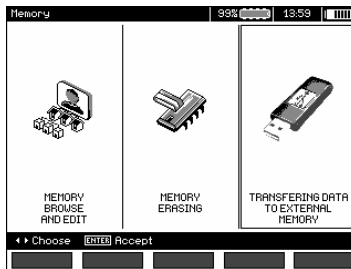 Memory 99% 13:59
MEMORY
BROWSE
AND EDIT
MEMORY
ERASING
TRANSFERING DATA
TO EXTERNAL
MEMORY
Choose ENTER Accept